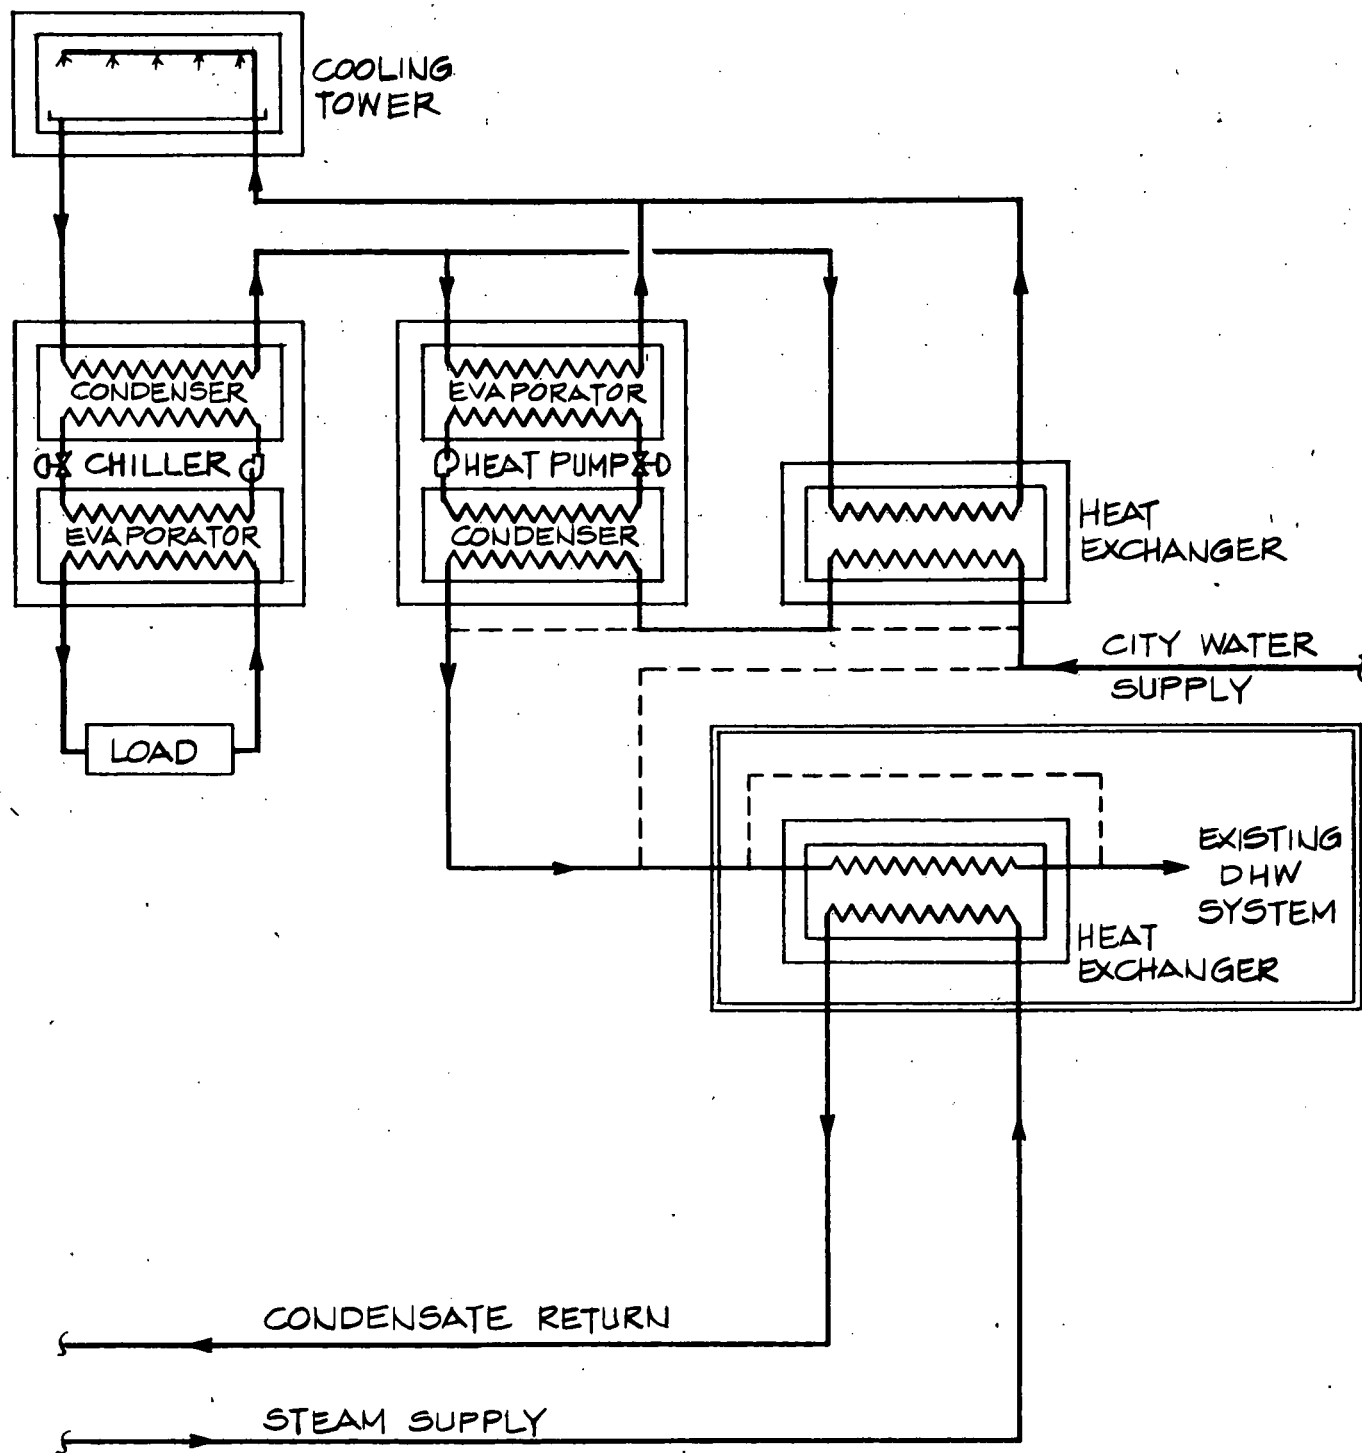 COOLING
TOWER
CONDENSER
CHILLER
EVAPORATOR
LOAD
EVAPORATOR
HEAT PUMP
CONDENSER
HEAT
EXCHANGER
CITY WATER
SUPPLY
EXISTING
DHW
SYSTEM
HEAT
EXCHANGER
CONDENSATE RETURN
STEAM SUPPLY